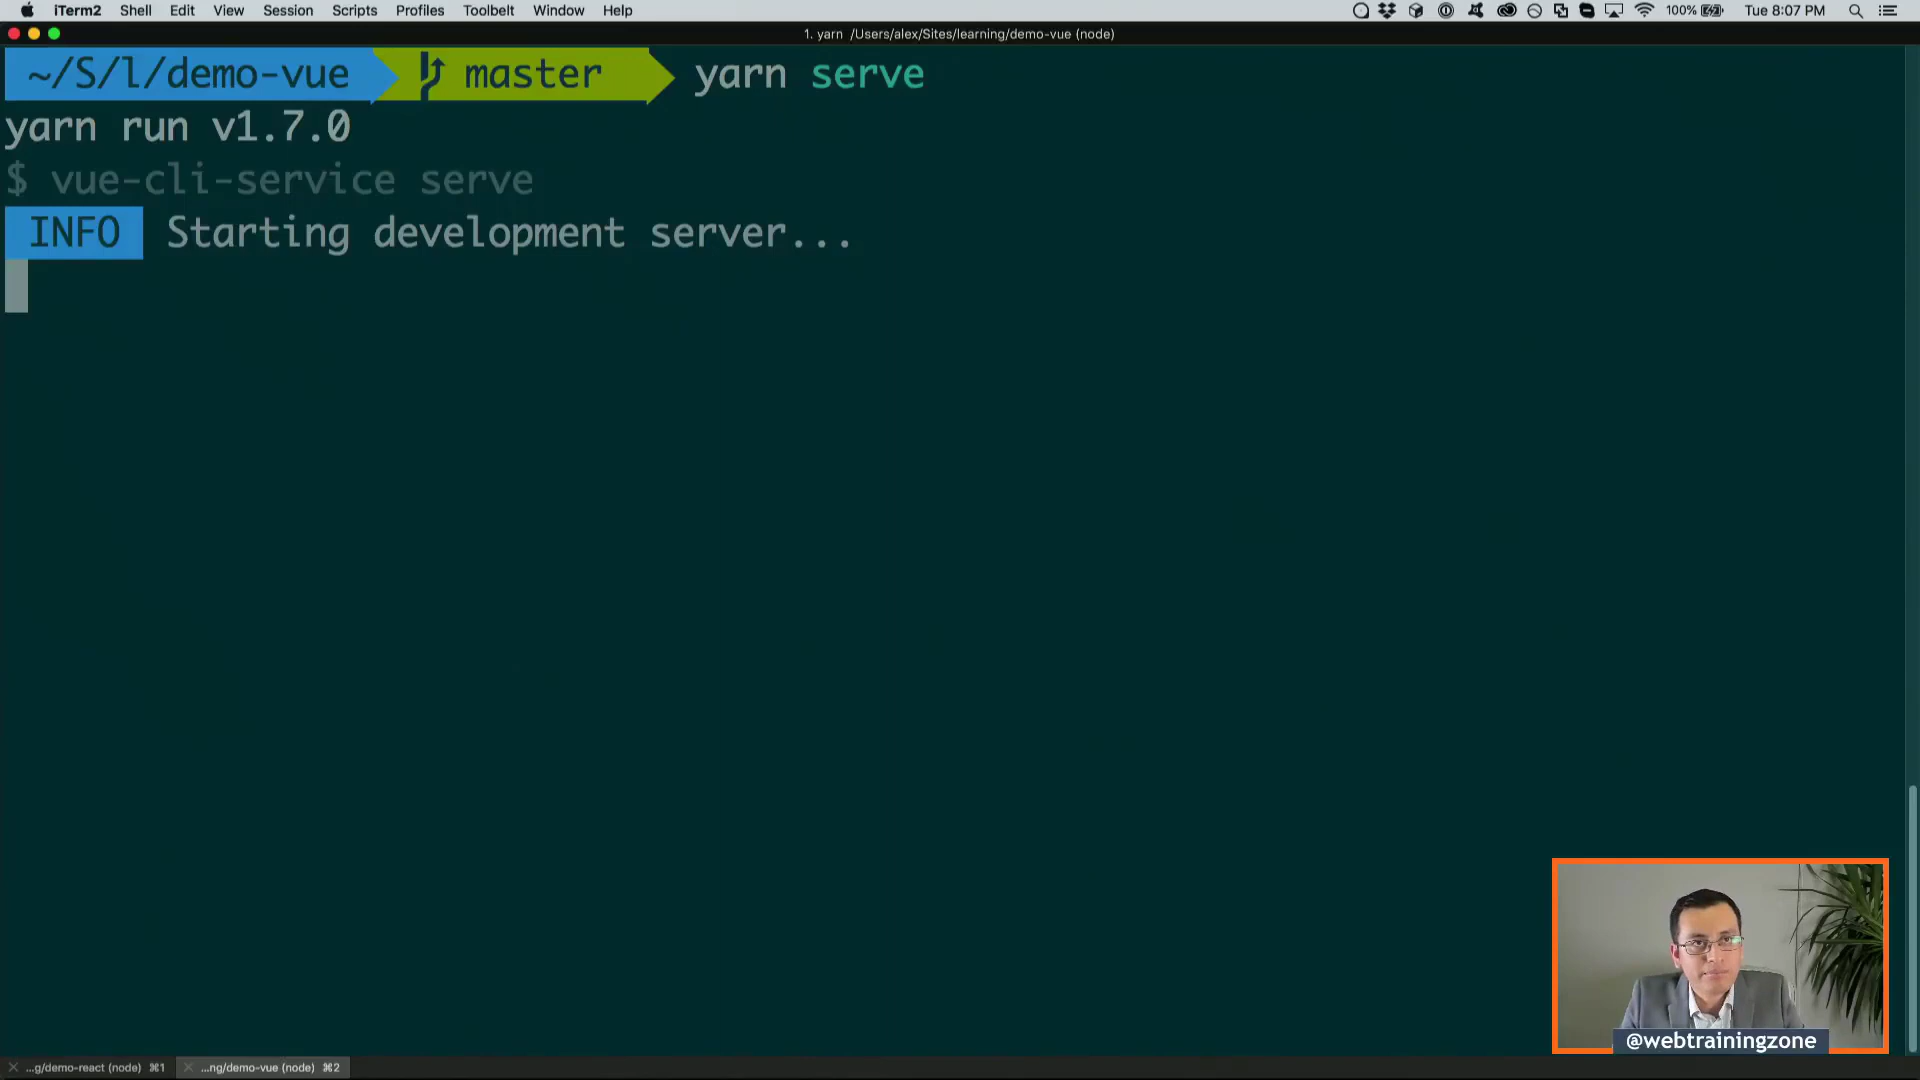 iTerm2 Shell Edit View Session Scripts Profiles Toolbelt Window Help 100% Tue 8:07 PM
1. yarn /Users/alex/Sites/learning/demo-vue (node)
~/S/l/demo-vue master yarn serve
yarn run v1.7.0
$ vue-cli-service serve
INFO Starting development server...
@webtrainingzone
...g/demo-react (node) ⌘1 ...ng/demo-vue (node) ⌘2